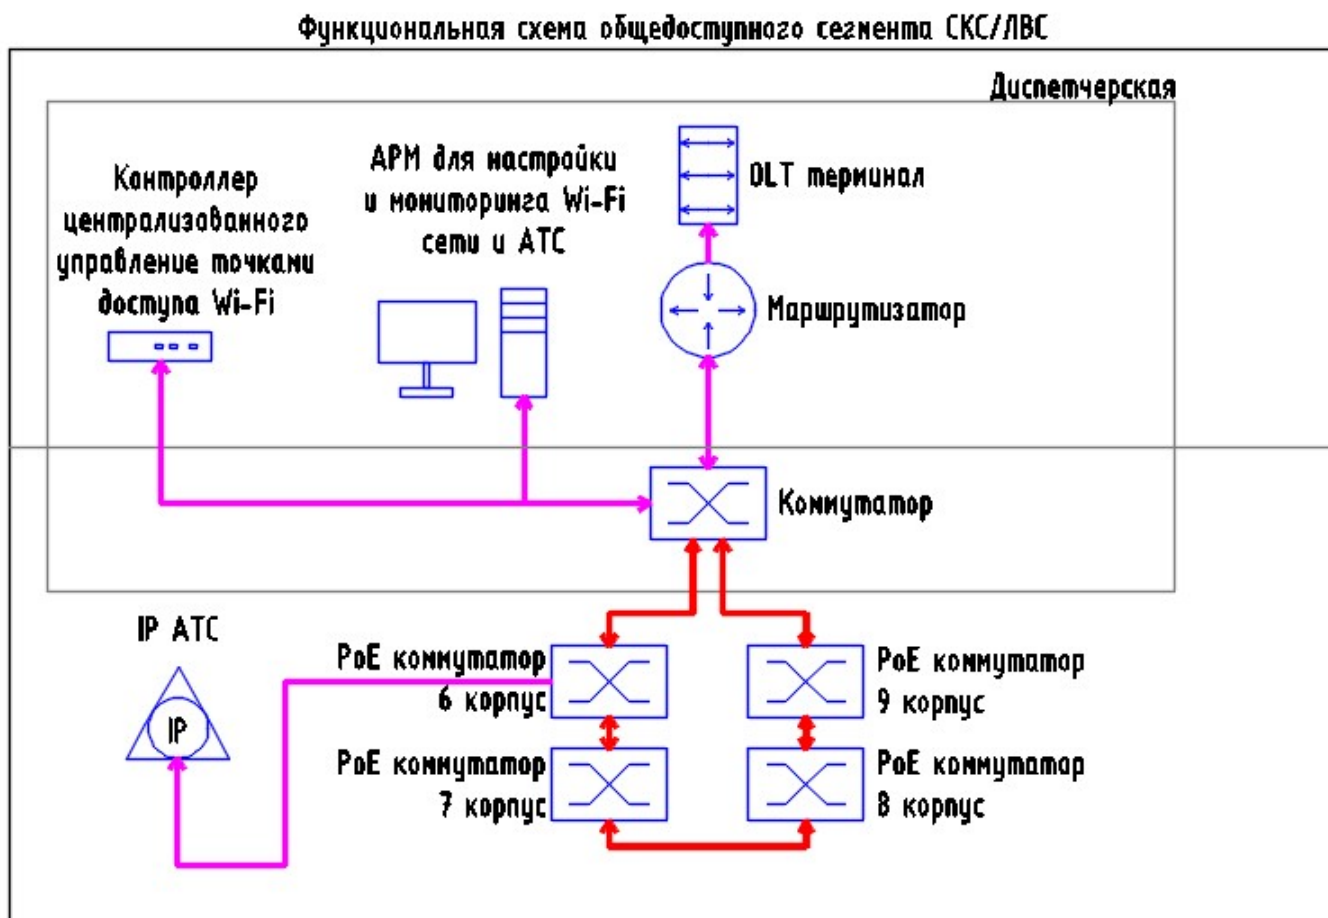 Функциональная схема общедоступного сегмента СКС/ЛВС
Диспетчерская
Контроллер
централизованного
управление точками
доступа Wi-Fi
АРМ для настройки
и мониторинга Wi-Fi
сети и АТС
OLT терминал
Маршрутизатор
Коммутатор
IP АТС
IP
PoE коммутатор
6 корпус
PoE коммутатор
9 корпус
PoE коммутатор
7 корпус
PoE коммутатор
8 корпус